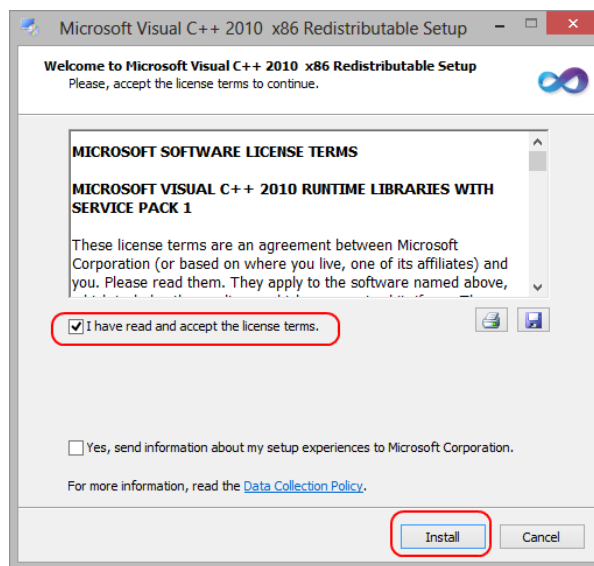 Microsoft Visual C++ 2010 x86 Redistributable Setup
Welcome to Microsoft Visual C++ 2010 x86 Redistributable Setup
Please, accept the license terms to continue.
MICROSOFT SOFTWARE LICENSE TERMS
MICROSOFT VISUAL C++ 2010 RUNTIME LIBRARIES WITH
SERVICE PACK 1
These license terms are an agreement between Microsoft
Corporation (or based on where you live, one of its affiliates) and
you. Please read them. They apply to the software named above,
I have read and accept the license terms.
Yes, send information about my setup experiences to Microsoft Corporation.
For more information, read the Data Collection Policy.
Install Cancel